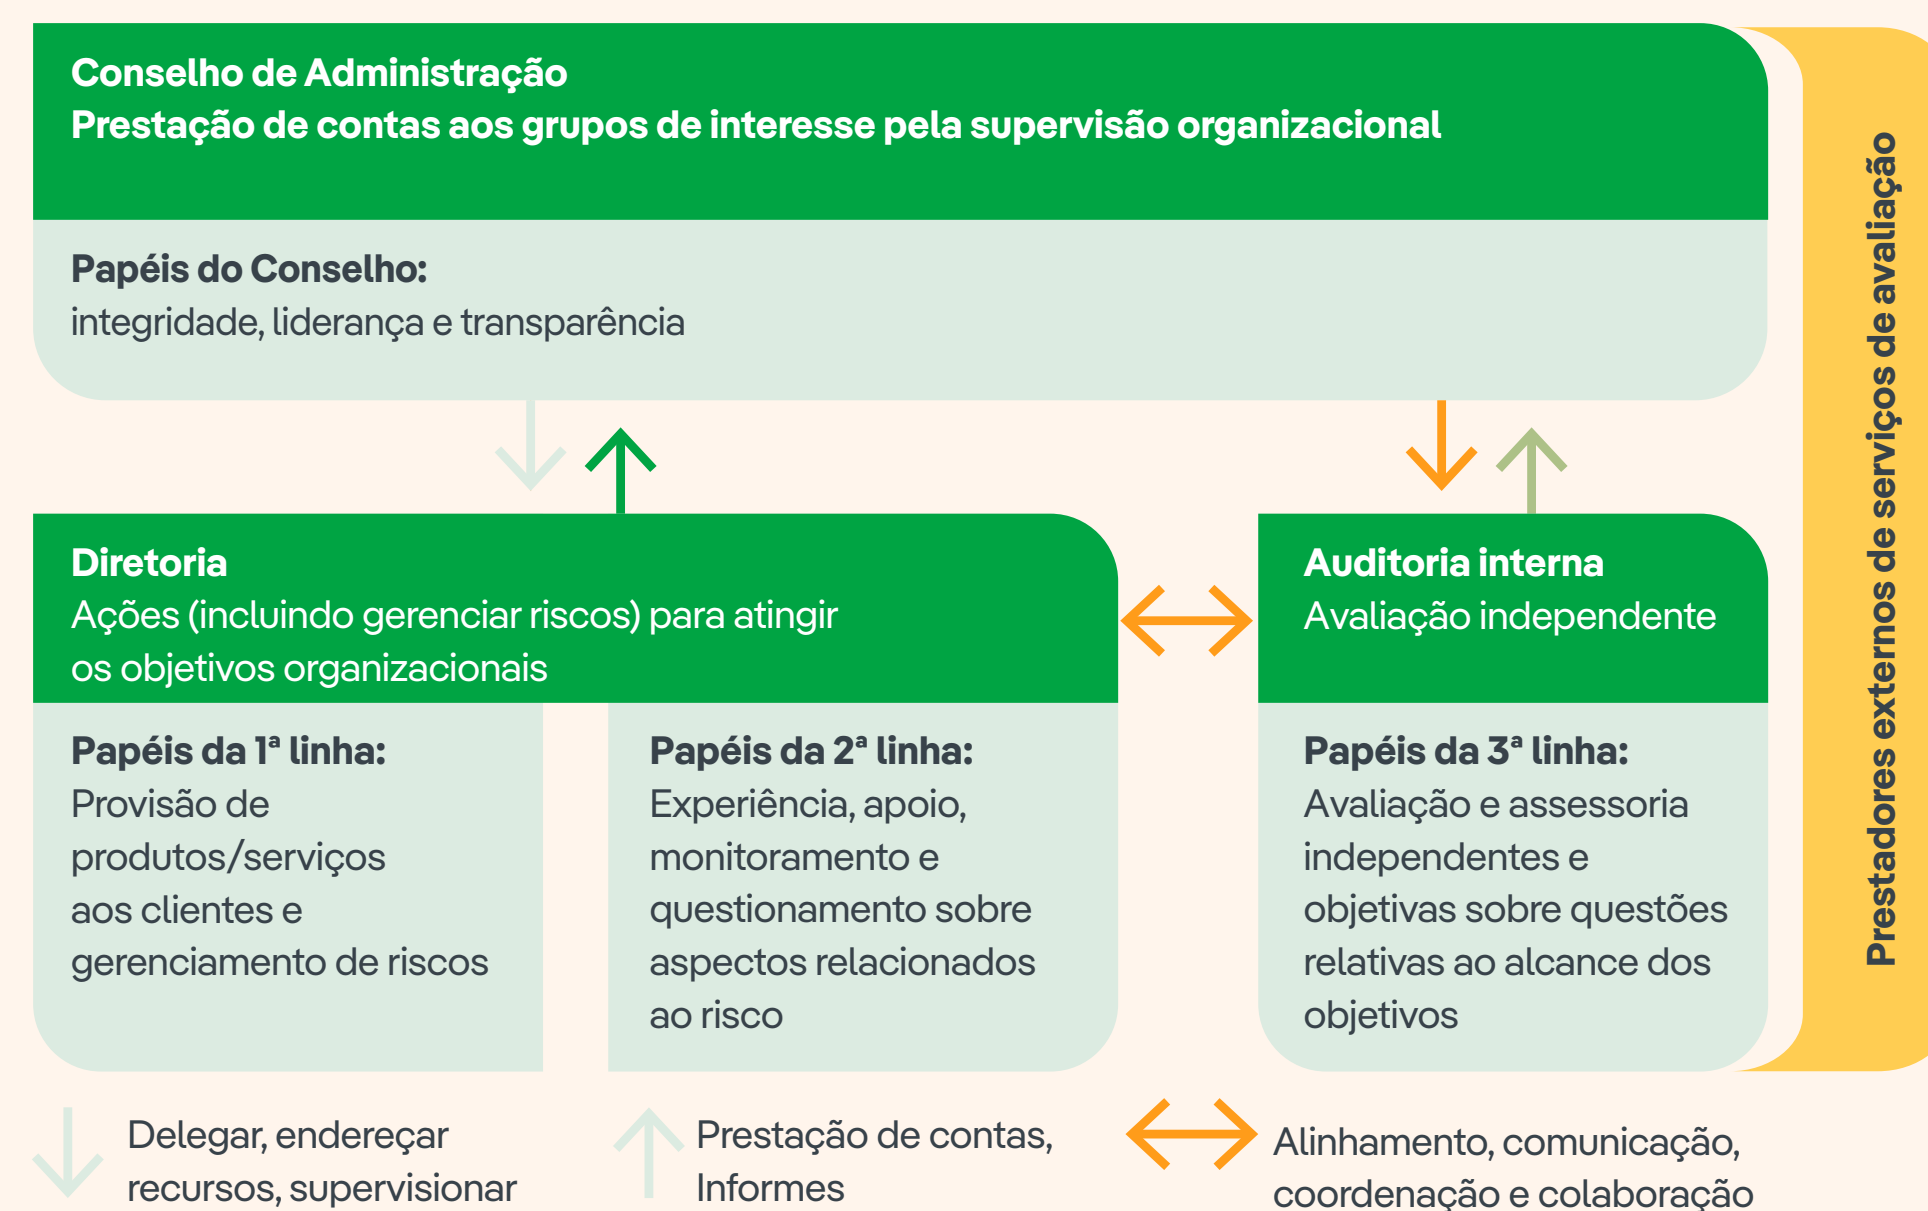 Conselho de Administração
Prestação de contas aos grupos de interesse pela supervisão organizacional
Papéis do Conselho:
integridade, liderança e transparência
Diretoria
Ações (incluindo gerenciar riscos) para atingir
os objetivos organizacionais
Auditoria interna
Avaliação independente
Papéis da 1ª linha:
Provisão de
produtos/serviços
aos clientes e
gerenciamento de riscos
Papéis da 2ª linha:
Experiência, apoio,
monitoramento e
questionamento sobre
aspectos relacionados
ao risco
Papéis da 3ª linha:
Avaliação e assessoria
independentes e
objetivas sobre questões
relativas ao alcance dos
objetivos
Prestadores externos de serviços de avaliação
Delegar, endereçar
recursos, supervisionar
Prestação de contas,
Informes
Alinhamento, comunicação,
coordenação e colaboração